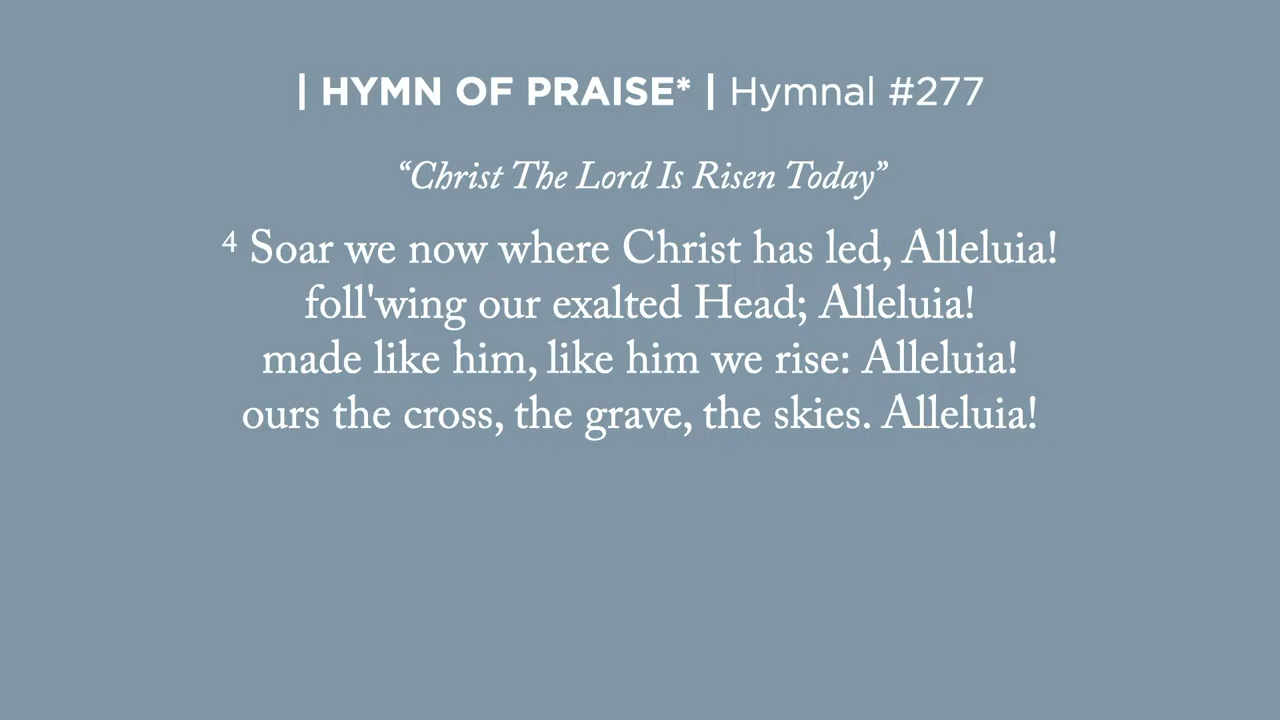 | HYMN OF PRAISE* | Hymnal #277
“Christ The Lord Is Risen Today”
⁴ Soar we now where Christ has led, Alleluia!
foll'wing our exalted Head; Alleluia!
made like him, like him we rise: Alleluia!
ours the cross, the grave, the skies. Alleluia!